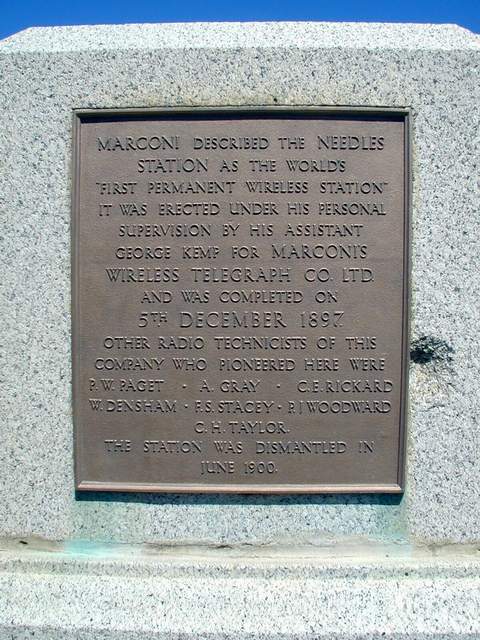 MARCONI DESCRIBED THE NEEDLES
STATION AS THE WORLD'S
"FIRST PERMANENT WIRELESS STATION"
IT WAS ERECTED UNDER HIS PERSONAL
SUPERVISION BY HIS ASSISTANT
GEORGE KEMP FOR MARCONI'S
WIRELESS TELEGRAPH CO. LTD.
AND WAS COMPLETED ON
5TH DECEMBER 1897.
OTHER RADIO TECHNICISTS OF THIS
COMPANY WHO PIONEERED HERE WERE
P.W. PAGET · A. GRAY · C.E. RICKARD
W. DENSHAM · F.S. STACEY · P.J WOODWARD
C.H. TAYLOR.
THE STATION WAS DISMANTLED IN
JUNE 1900.